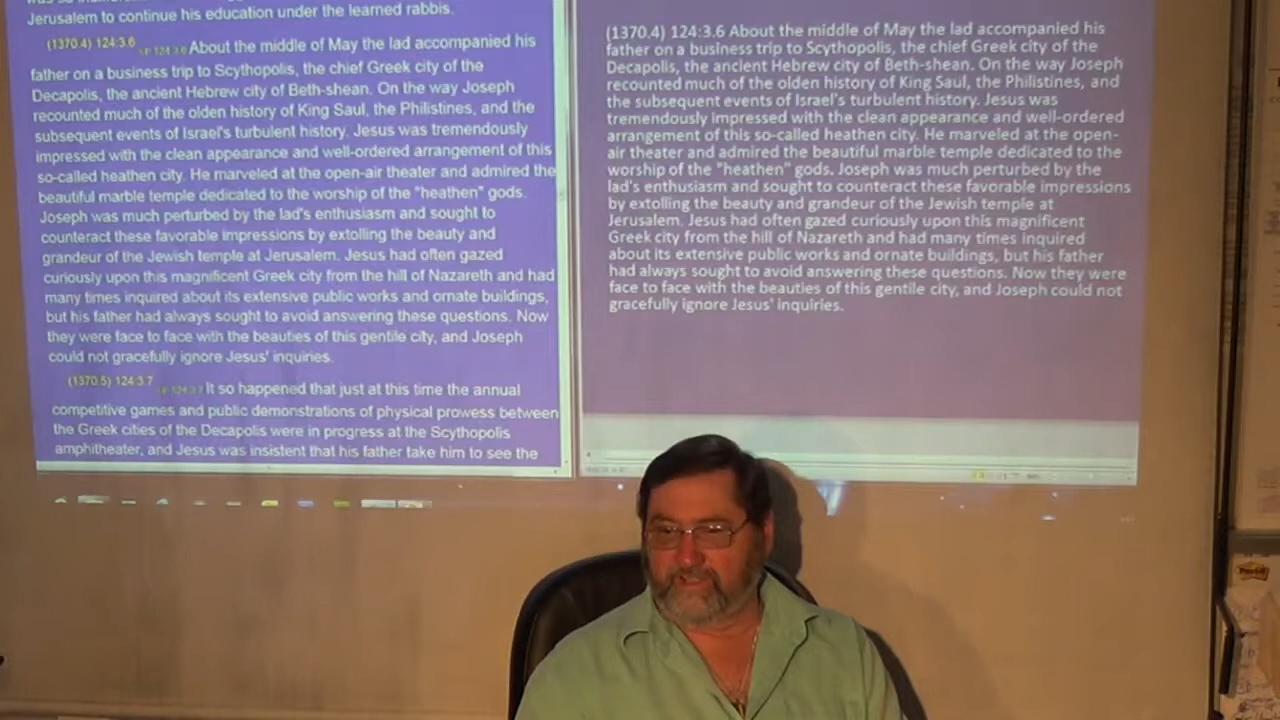 Jerusalem to continue his education under the learned rabbis.
(1370.4) 124:3.6 About the middle of May the lad accompanied his
father on a business trip to Scythopolis, the chief Greek city of the
Decapolis, the ancient Hebrew city of Beth-shean. On the way Joseph
recounted much of the olden history of King Saul, the Philistines, and the
subsequent events of Israel's turbulent history. Jesus was tremendously
impressed with the clean appearance and well-ordered arrangement of this
so-called heathen city. He marveled at the open-air theater and admired the
beautiful marble temple dedicated to the worship of the "heathen" gods.
Joseph was much perturbed by the lad's enthusiasm and sought to
counteract these favorable impressions by extolling the beauty and
grandeur of the Jewish temple at Jerusalem. Jesus had often gazed
curiously upon this magnificent Greek city from the hill of Nazareth and had
many times inquired about its extensive public works and ornate buildings,
but his father had always sought to avoid answering these questions. Now
they were face to face with the beauties of this gentile city, and Joseph
could not gracefully ignore Jesus' inquiries.
(1370.5) 124:3.7 It so happened that just at this time the annual
competitive games and public demonstrations of physical prowess between
the Greek cities of the Decapolis were in progress at the Scythopolis
amphitheater, and Jesus was insistent that his father take him to see the
(1370.4) 124:3.6 About the middle of May the lad accompanied his
father on a business trip to Scythopolis, the chief Greek city of the
Decapolis, the ancient Hebrew city of Beth-shean. On the way Joseph
recounted much of the olden history of King Saul, the Philistines, and
the subsequent events of Israel's turbulent history. Jesus was
tremendously impressed with the clean appearance and well-ordered
arrangement of this so-called heathen city. He marveled at the open-
air theater and admired the beautiful marble temple dedicated to the
worship of the "heathen" gods. Joseph was much perturbed by the
lad's enthusiasm and sought to counteract these favorable impressions
by extolling the beauty and grandeur of the Jewish temple at
Jerusalem. Jesus had often gazed curiously upon this magnificent
Greek city from the hill of Nazareth and had many times inquired
about its extensive public works and ornate buildings, but his father
had always sought to avoid answering these questions. Now they were
face to face with the beauties of this gentile city, and Joseph could not
gracefully ignore Jesus' inquiries.
Post-it